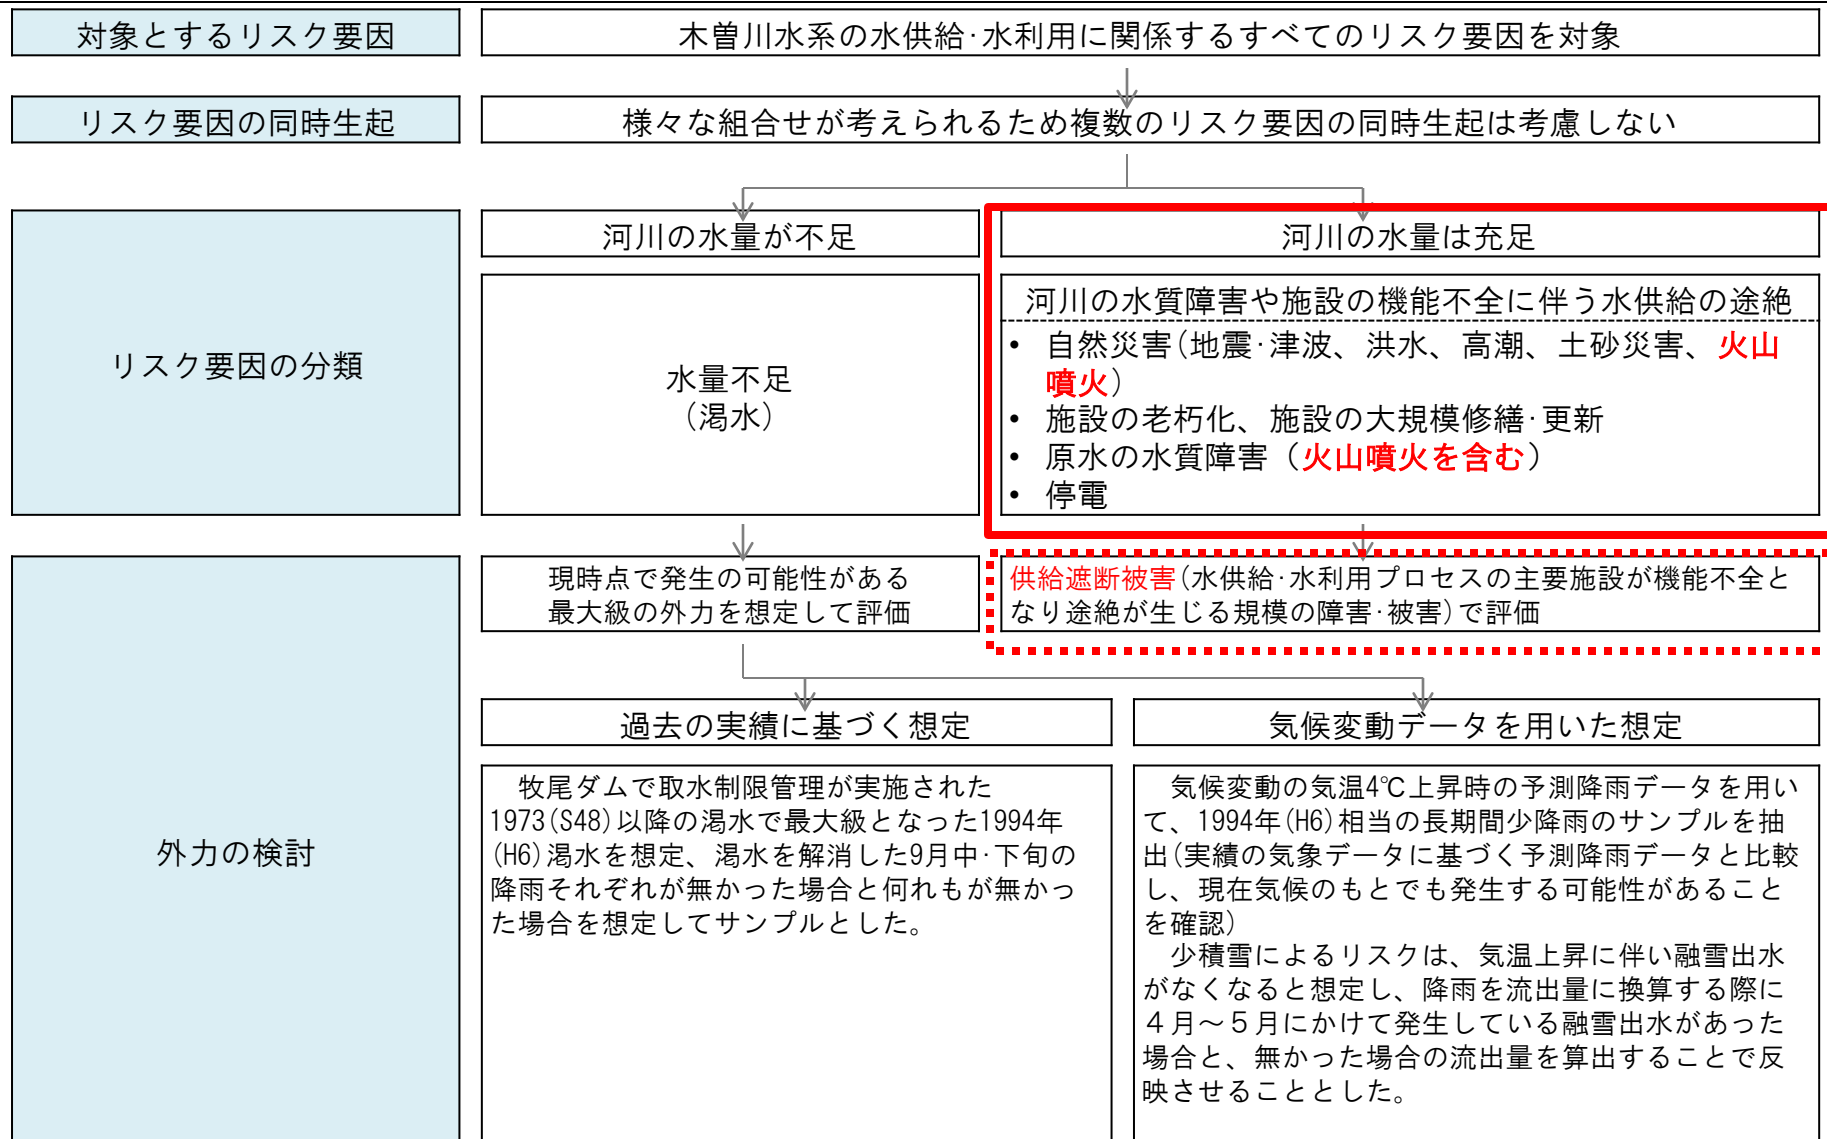 対象とするリスク要因
木曽川水系の水供給･水利用に関係するすべてのリスク要因を対象
リスク要因の同時生起
様々な組合せが考えられるため複数のリスク要因の同時生起は考慮しない
リスク要因の分類
河川の水量が不足
水量不足
(渇水)
河川の水量は充足
河川の水質障害や施設の機能不全に伴う水供給の途絶
• 自然災害(地震･津波、洪水、高潮、土砂災害、火山
噴火)
• 施設の老朽化、施設の大規模修繕･更新
• 原水の水質障害（火山噴火を含む）
• 停電
外力の検討
現時点で発生の可能性がある
最大級の外力を想定して評価
供給遮断被害(水供給･水利用プロセスの主要施設が機能不全と
なり途絶が生じる規模の障害･被害)で評価
過去の実績に基づく想定
牧尾ダムで取水制限管理が実施された
1973(S48)以降の渇水で最大級となった1994年
(H6)渇水を想定、渇水を解消した9月中･下旬の
降雨それぞれが無かった場合と何れもが無かっ
た場合を想定してサンプルとした。
気候変動データを用いた想定
気候変動の気温4℃上昇時の予測降雨データを用い
て、1994年(H6)相当の長期間少降雨のサンプルを抽
出(実績の気象データに基づく予測降雨データと比較
し、現在気候のもとでも発生する可能性があること
を確認)
少積雪によるリスクは、気温上昇に伴い融雪出水
がなくなると想定し、降雨を流出量に換算する際に
４月～５月にかけて発生している融雪出水があった
場合と、無かった場合の流出量を算出することで反
映させることとした。